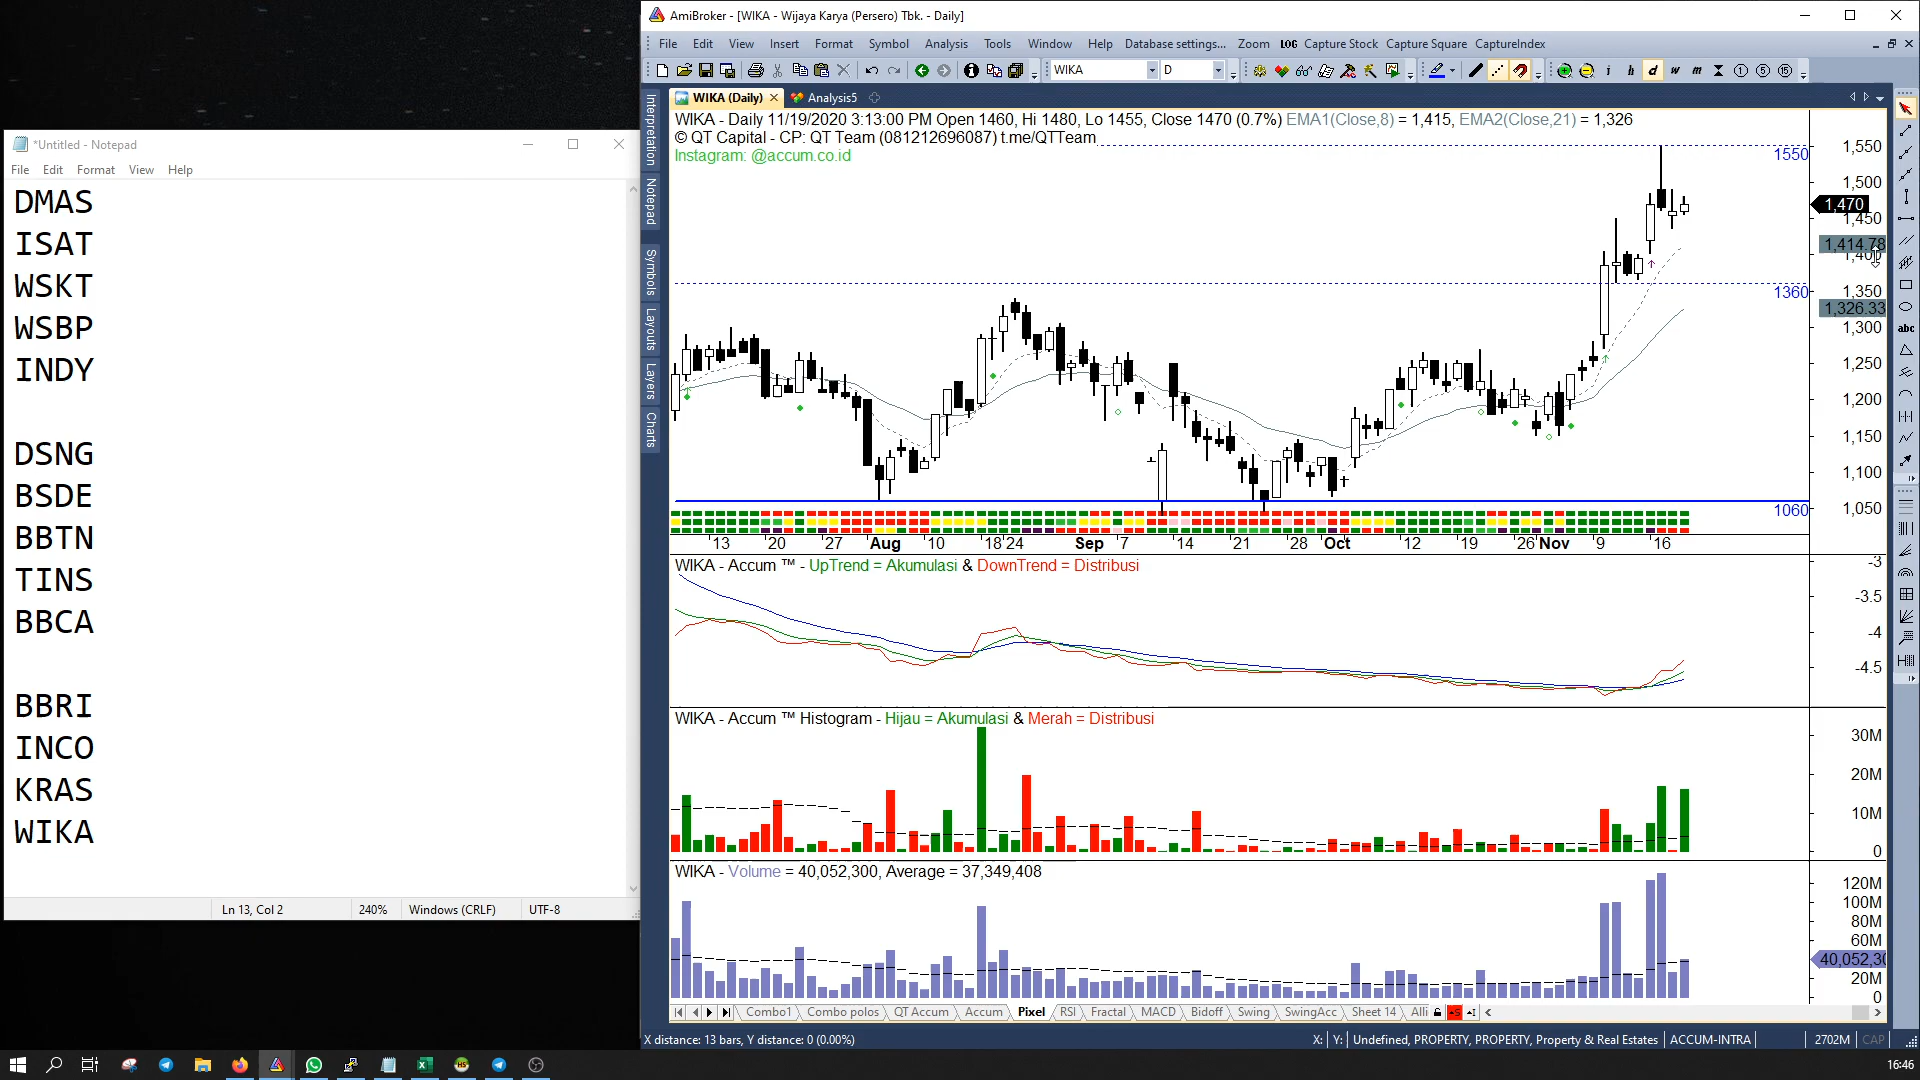 *Untitled - Notepad
File Edit Format View Help
DMAS
ISAT
WSKT
WSBP
INDY
DSNG
BSDE
BBTN
TINS
BBCA
BBRI
INCO
KRAS
WIKA
Ln 13, Col 2 240% Windows (CRLF) UTF-8
AmiBroker - [WIKA - Wijaya Karya (Persero) Tbk. - Daily]
File Edit View Insert Format Symbol Analysis Tools Window Help Database settings... Zoom LOG Capture Stock Capture Square CaptureIndex
WIKA D
i h d w m 1 5 15
WIKA (Daily) Analysis5
Interpretation
Notepad
Symbols
Layouts
Layers
Charts
WIKA - Daily 11/19/2020 3:13:00 PM Open 1460, Hi 1480, Lo 1455, Close 1470 (0.7%) EMA1(Close,8) = 1,415, EMA2(Close,21) = 1,326
© QT Capital - CP: QT Team (081212696087) t.me/QTTeam
Instagram: @accum.co.id
1550
1360
1060
1,550
1,500
1,470
1,450
1,414.78
1,400
1,350
1,326.33
1,300
1,250
1,200
1,150
1,100
1,050
abc
13 20 27 Aug 10 18 24 Sep 7 14 21 28 Oct 12 19 26 Nov 9 16
WIKA - Accum ™ - UpTrend = Akumulasi & DownTrend = Distribusi
-3
-3.5
-4
-4.5
WIKA - Accum ™ Histogram - Hijau = Akumulasi & Merah = Distribusi
30M
20M
10M
0
WIKA - Volume = 40,052,300, Average = 37,349,408
120M
100M
80M
60M
40,052,30
20M
0
Combo1 Combo polos QT Accum Accum Pixel RSI Fractal MACD Bidoff Swing SwingAcc Sheet 14 Alli
X distance: 13 bars, Y distance: 0 (0.00%) X: Y: Undefined, PROPERTY, PROPERTY, Property & Real Estates ACCUM-INTRA 2702M CAP
16:46